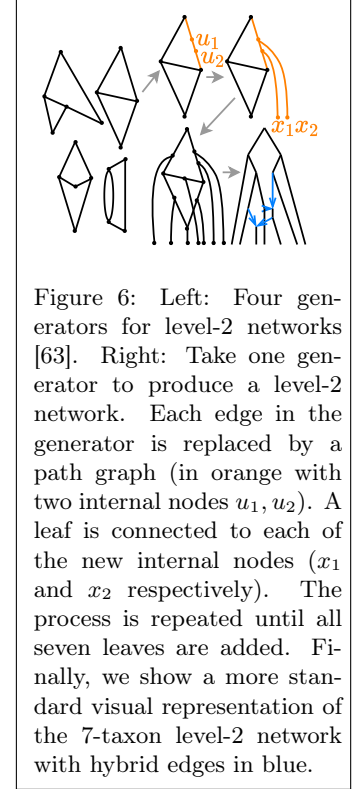 u1
u2
x1x2
Figure 6: Left: Four gen-
erators for level-2 networks
[63]. Right: Take one gen-
erator to produce a level-2
network. Each edge in the
generator is replaced by a
path graph (in orange with
two internal nodes u1, u2). A
leaf is connected to each of
the new internal nodes (x1
and x2 respectively). The
process is repeated until all
seven leaves are added. Fi-
nally, we show a more stan-
dard visual representation of
the 7-taxon level-2 network
with hybrid edges in blue.